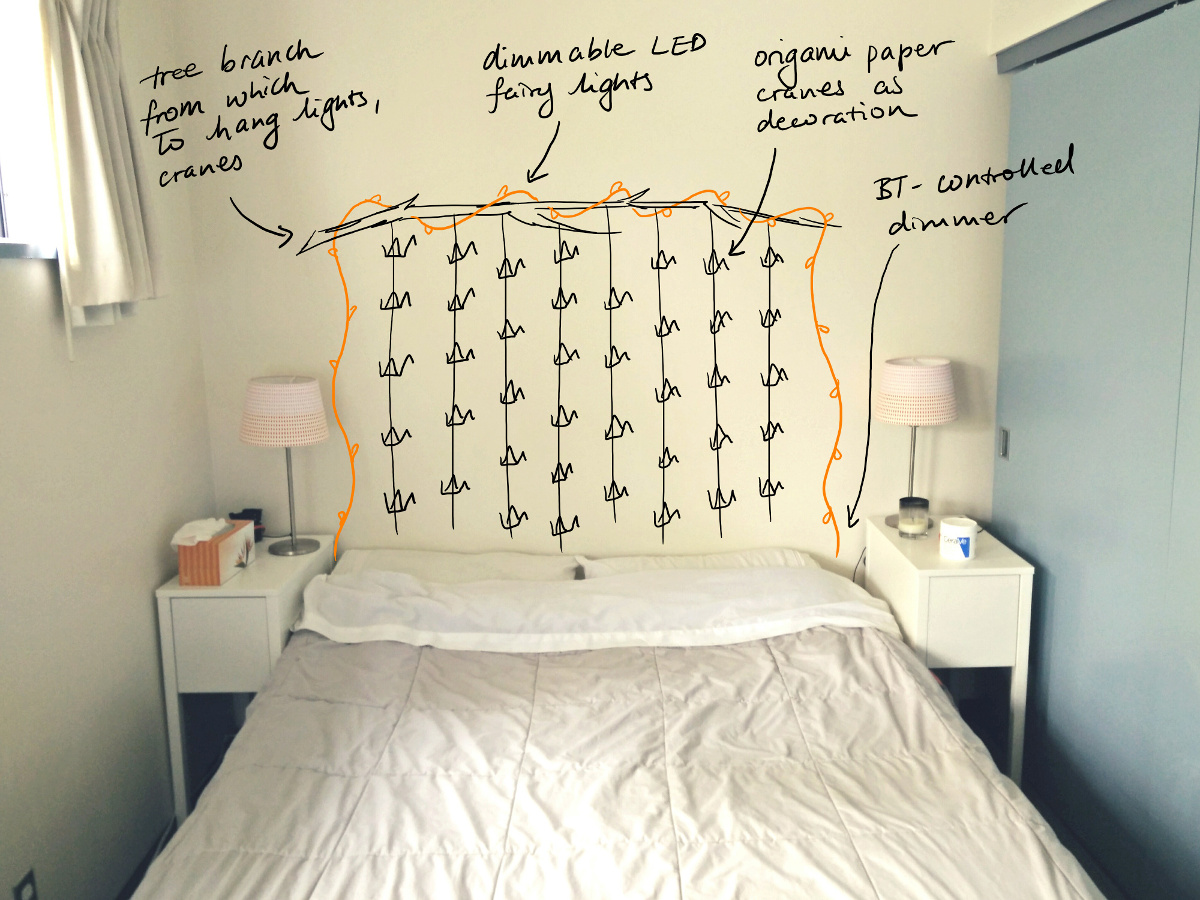 tree branch
from which
To hang lights,
cranes
dimmable LED
fairy lights
origami paper
cranes as
decoration
BT-controlled
dimmer